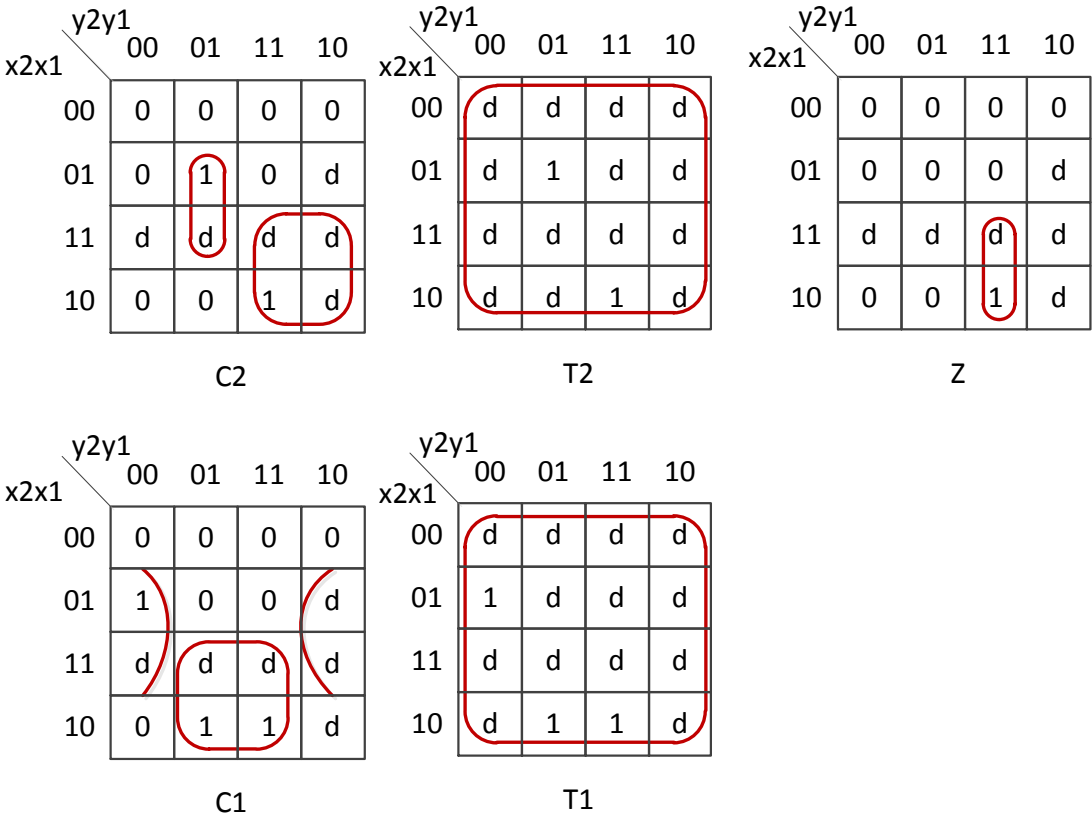 y2y1 y2y1 y2y1
00 01 11 10 00 01 11 10 00 01 11 10
x2x1 x2x1 x2x1
00 0 0 0 0 00 d d d d 00 0 0 0 0
01 0 1 0 d 01 d 1 d d 01 0 0 0 d
11 d d d d 11 d d d d 11 d d d d
10 0 0 1 d 10 d d 1 d 10 0 0 1 d
C2 T2 Z
y2y1 y2y1
00 01 11 10 00 01 11 10
x2x1 x2x1
00 0 0 0 0 00 d d d d
01 1 0 0 d 01 1 d d d
11 d d d d 11 d d d d
10 0 1 1 d 10 d 1 1 d
C1 T1